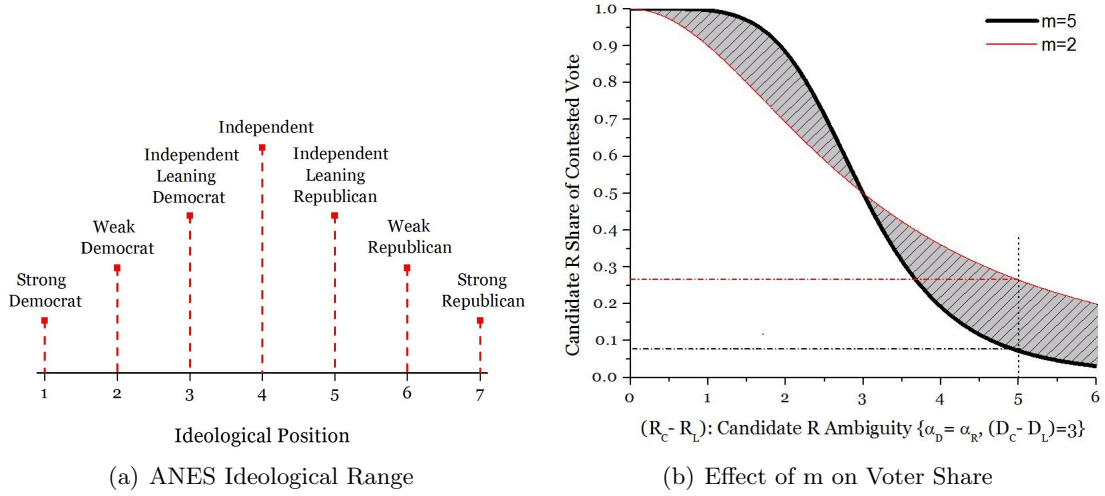 Independent
Independent
Leaning
Democrat
Independent
Leaning
Republican
Weak
Democrat
Weak
Republican
Strong
Democrat
Strong
Republican
1 2 3 4 5 6 7
Ideological Position
(a) ANES Ideological Range
m=5
m=2
Candidate R Share of Contested Vote
1.0
0.9
0.8
0.7
0.6
0.5
0.4
0.3
0.2
0.1
0.0
0 1 2 3 4 5 6
(R_C- R_L): Candidate R Ambiguity {α_D= α_R, (D_C- D_L)=3}
(b) Effect of m on Voter Share